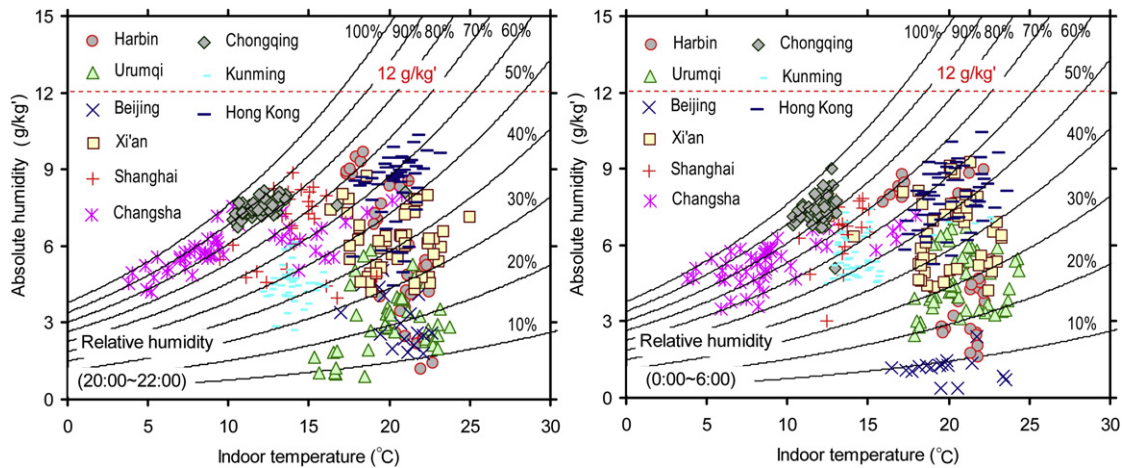 15
12
9
6
3
0
Absolute humidity (g/kg')
Harbin
Urumqi
Beijing
Xi'an
Shanghai
Changsha
Chongqing
Kunming
Hong Kong
100%
90%
80%
70%
60%
50%
40%
30%
20%
10%
12 g/kg'
Relative humidity
(20:00~22:00)
0 5 10 15 20 25 30
Indoor temperature (°C)
15
12
9
6
3
0
Absolute humidity (g/kg')
Harbin
Urumqi
Beijing
Xi'an
Shanghai
Changsha
Chongqing
Kunming
Hong Kong
100%
90%
80%
70%
60%
50%
40%
30%
20%
10%
12 g/kg'
Relative humidity
(0:00~6:00)
0 5 10 15 20 25 30
Indoor temperature (°C)